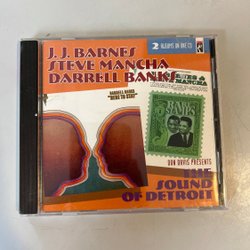 J. J. BARNES
STEVE MANCHA
DARRELL BANKS
2 ALBUMS ON ONE CD
DARRELL BANKS
"HERE TO STAY"
DON DAVIS PRESENTS
THE
SOUND
OF DETROIT